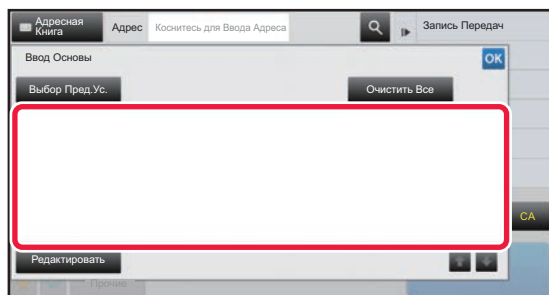 Адресная Книга
Адрес
Коснитесь для Ввода Адреса
Запись Передач
Ввод Основы
OK
Выбор Пред.Ус.
Очистить Все
CA
Редактировать
Прочие